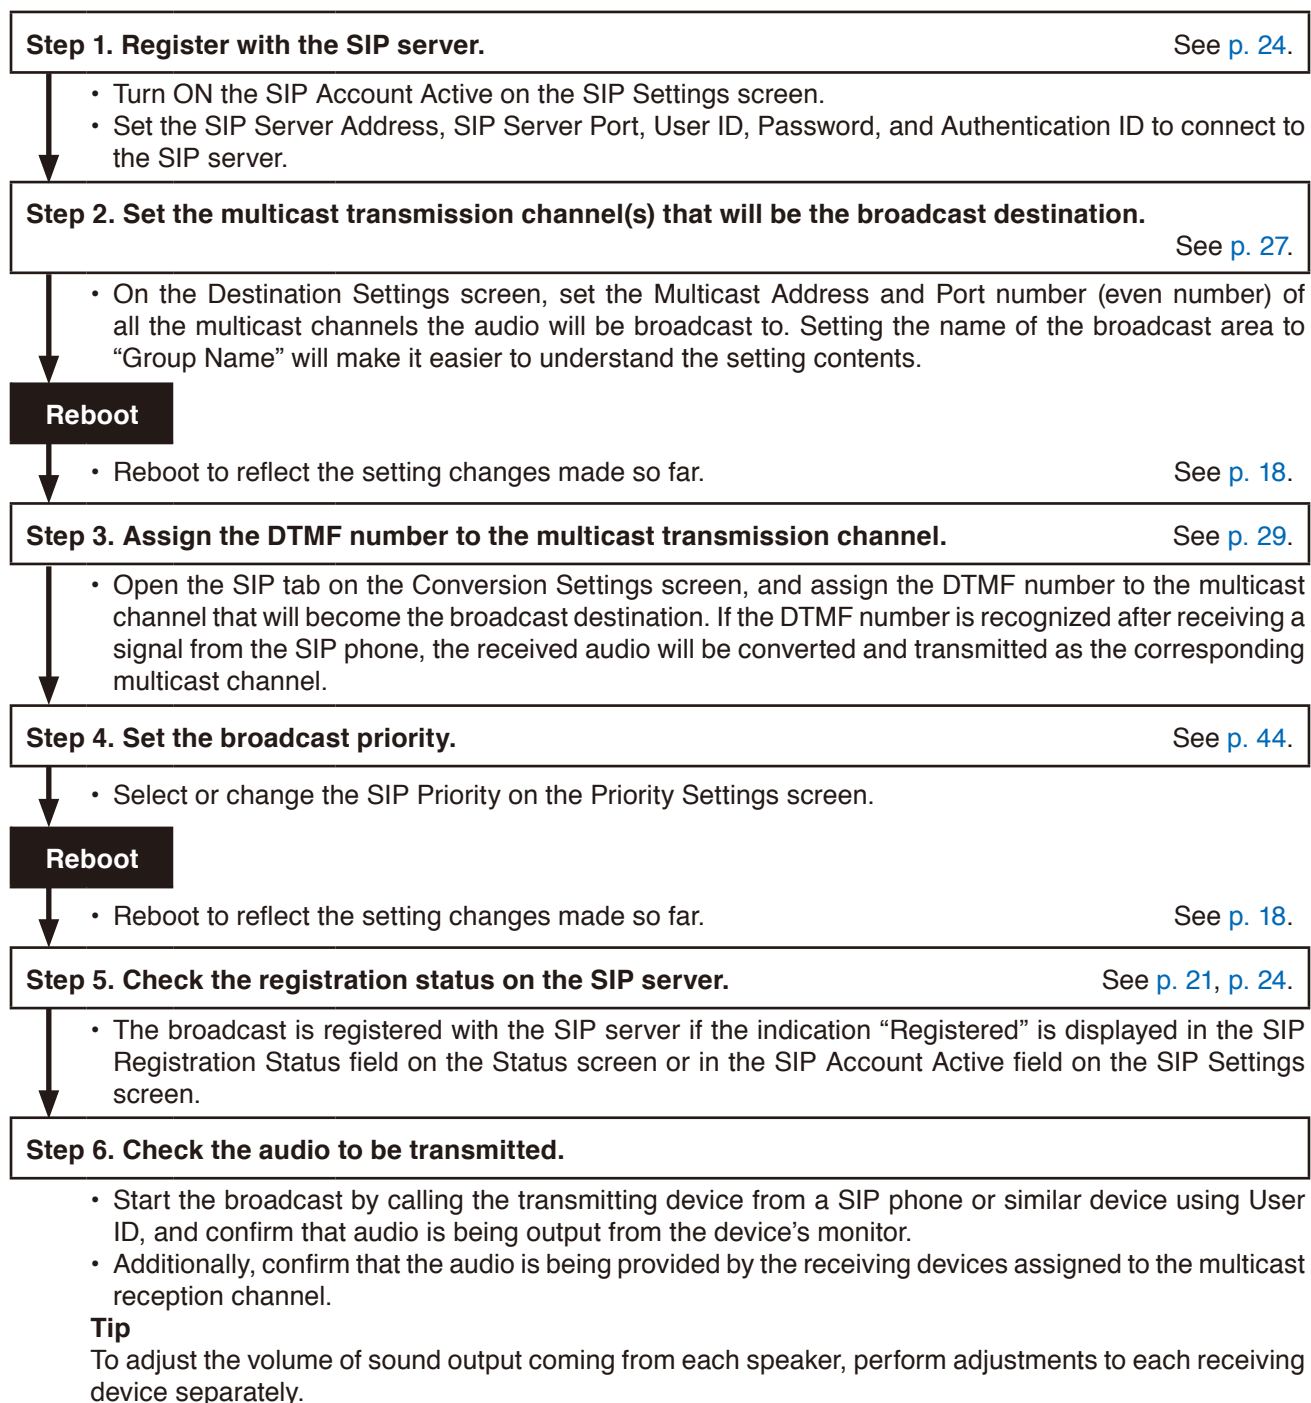 Step 1. Register with the SIP server. See p. 24.
• Turn ON the SIP Account Active on the SIP Settings screen.
• Set the SIP Server Address, SIP Server Port, User ID, Password, and Authentication ID to connect to
the SIP server.
Step 2. Set the multicast transmission channel(s) that will be the broadcast destination.
See p. 27.
• On the Destination Settings screen, set the Multicast Address and Port number (even number) of
all the multicast channels the audio will be broadcast to. Setting the name of the broadcast area to
“Group Name” will make it easier to understand the setting contents.
Reboot
• Reboot to reflect the setting changes made so far. See p. 18.
Step 3. Assign the DTMF number to the multicast transmission channel. See p. 29.
• Open the SIP tab on the Conversion Settings screen, and assign the DTMF number to the multicast
channel that will become the broadcast destination. If the DTMF number is recognized after receiving a
signal from the SIP phone, the received audio will be converted and transmitted as the corresponding
multicast channel.
Step 4. Set the broadcast priority. See p. 44.
• Select or change the SIP Priority on the Priority Settings screen.
Reboot
• Reboot to reflect the setting changes made so far. See p. 18.
Step 5. Check the registration status on the SIP server. See p. 21, p. 24.
• The broadcast is registered with the SIP server if the indication “Registered” is displayed in the SIP
Registration Status field on the Status screen or in the SIP Account Active field on the SIP Settings
screen.
Step 6. Check the audio to be transmitted.
• Start the broadcast by calling the transmitting device from a SIP phone or similar device using User
ID, and confirm that audio is being output from the device’s monitor.
• Additionally, confirm that the audio is being provided by the receiving devices assigned to the multicast
reception channel.
Tip
To adjust the volume of sound output coming from each speaker, perform adjustments to each receiving
device separately.